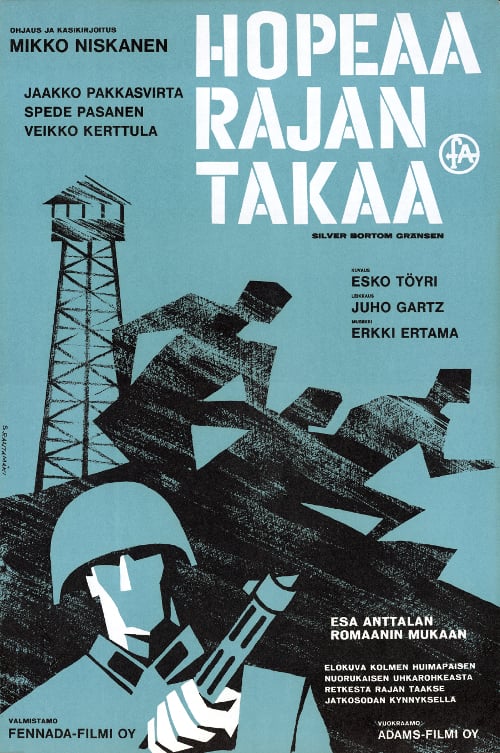 OHJAUS JA KÄSIKIRJOITUS
MIKKO NISKANEN
JAAKKO PAKKASVIRTA
SPEDE PASANEN
VEIKKO KERTTULA
HOPEAA
RAJAN
TAKAA
FA
SILVER BORTOM GRÄNSEN
KUVAUS
ESKO TÖYRI
LEIKKAUS
JUHO GARTZ
MUSIIKKI
ERKKI ERTAMA
S. RAUTAMÄKI
ESA ANTTALAN
ROMAANIN MUKAAN
ELOKUVA KOLMEN HUIMAPÄISEN
NUORUKAISEN UHKAROHKEASTA
RETKESTÄ RAJAN TAAKSE
JATKOSODAN KYNNYKSELLÄ
VALMISTAMO
FENNADA-FILMI OY
VUOKRAAMO
ADAMS-FILMI OY